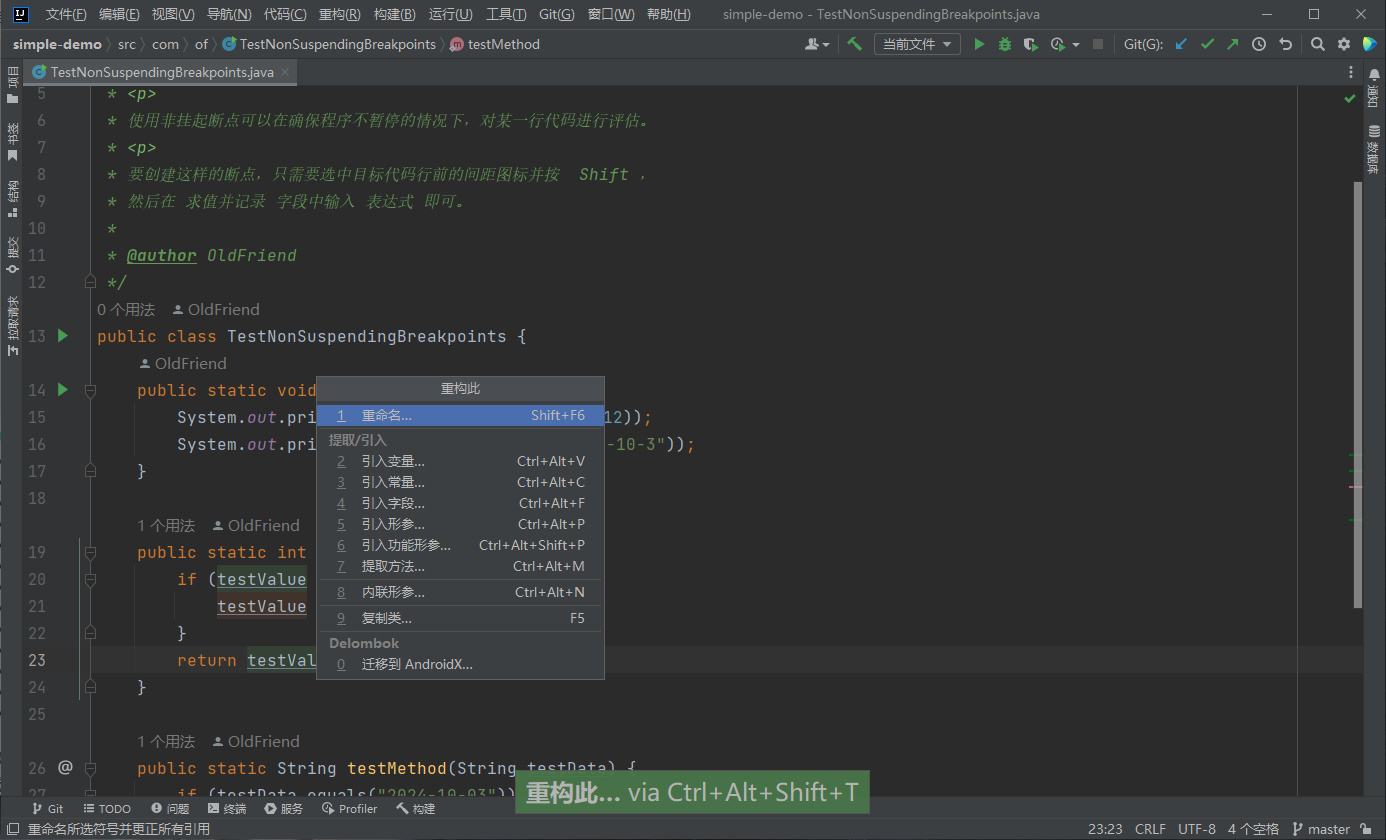 文件(F) 编辑(E) 视图(V) 导航(N) 代码(C) 重构(R) 构建(B) 运行(U) 工具(T) Git(G) 窗口(W) 帮助(H) simple-demo - TestNonSuspendingBreakpoints.java
simple-demo src com of TestNonSuspendingBreakpoints testMethod 当前文件 Git(G):
TestNonSuspendingBreakpoints.java
项目
书签
结构
提交
拉取请求
通知
数据库
5 * <p>
6 * 使用非挂起断点可以在确保程序不暂停的情况下，对某一行代码进行评估。
7 * <p>
8 * 要创建这样的断点，只需要选中目标代码行前的间距图标并按 Shift ，
9 * 然后在 求值并记录 字段中输入 表达式 即可。
10 *
11 * @author OldFriend
12 */
0 个用法 OldFriend
13 public class TestNonSuspendingBreakpoints {
OldFriend
14 public static void
15 System.out.pri 12));
16 System.out.pri -10-3"));
17 }
18
1 个用法 OldFriend
19 public static int
20 if (testValue
21 testValue
22 }
23 return testVal
24 }
25
1 个用法 OldFriend
26 @ public static String testMethod(String testData) {
27 if (testData.equals("2024-10-03"))
重构此
1 重命名... Shift+F6
提取/引入
2 引入变量... Ctrl+Alt+V
3 引入常量... Ctrl+Alt+C
4 引入字段... Ctrl+Alt+F
5 引入形参... Ctrl+Alt+P
6 引入功能形参... Ctrl+Alt+Shift+P
7 提取方法... Ctrl+Alt+M
8 内联形参... Ctrl+Alt+N
9 复制类... F5
Delombok
0 迁移到 AndroidX...
重构此... via Ctrl+Alt+Shift+T
Git TODO 问题 终端 服务 Profiler 构建
重命名所选符号并更正所有引用 23:23 CRLF UTF-8 4 个空格 master